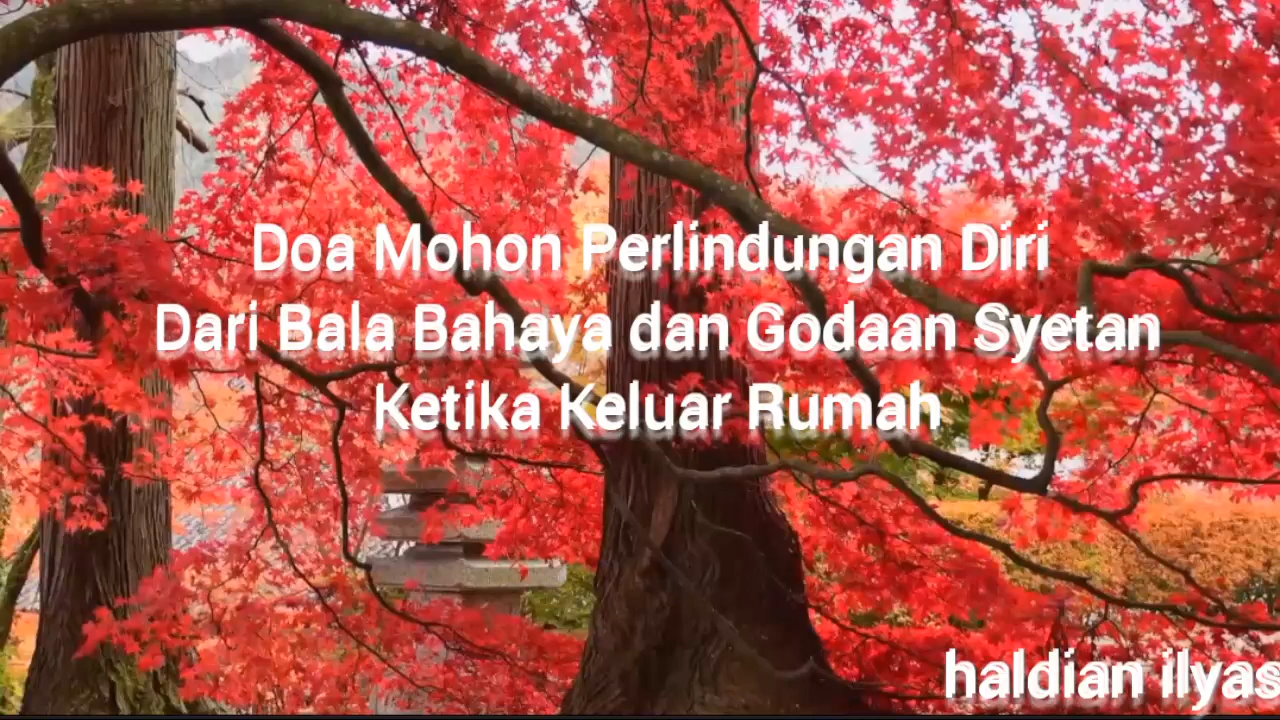 Doa Mohon Perlindungan Diri
Dari Bala Bahaya dan Godaan Syetan
Ketika Keluar Rumah
haldian ilyas